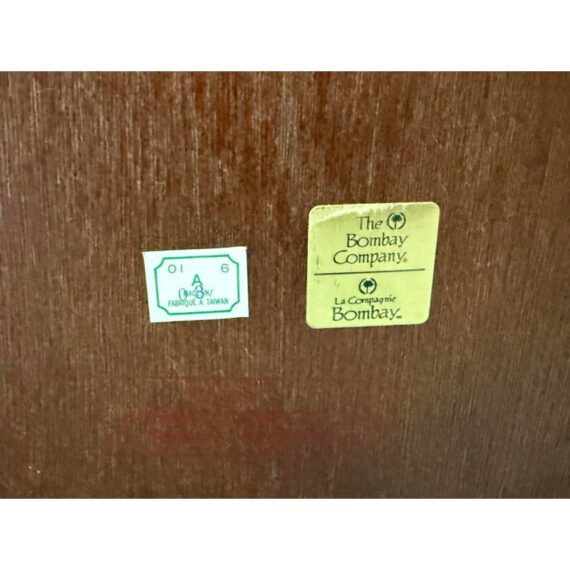 01 6
A
8
FABRIQUÉ A TAIWAN
The
Bombay
Company®
La Compagnie
Bombay